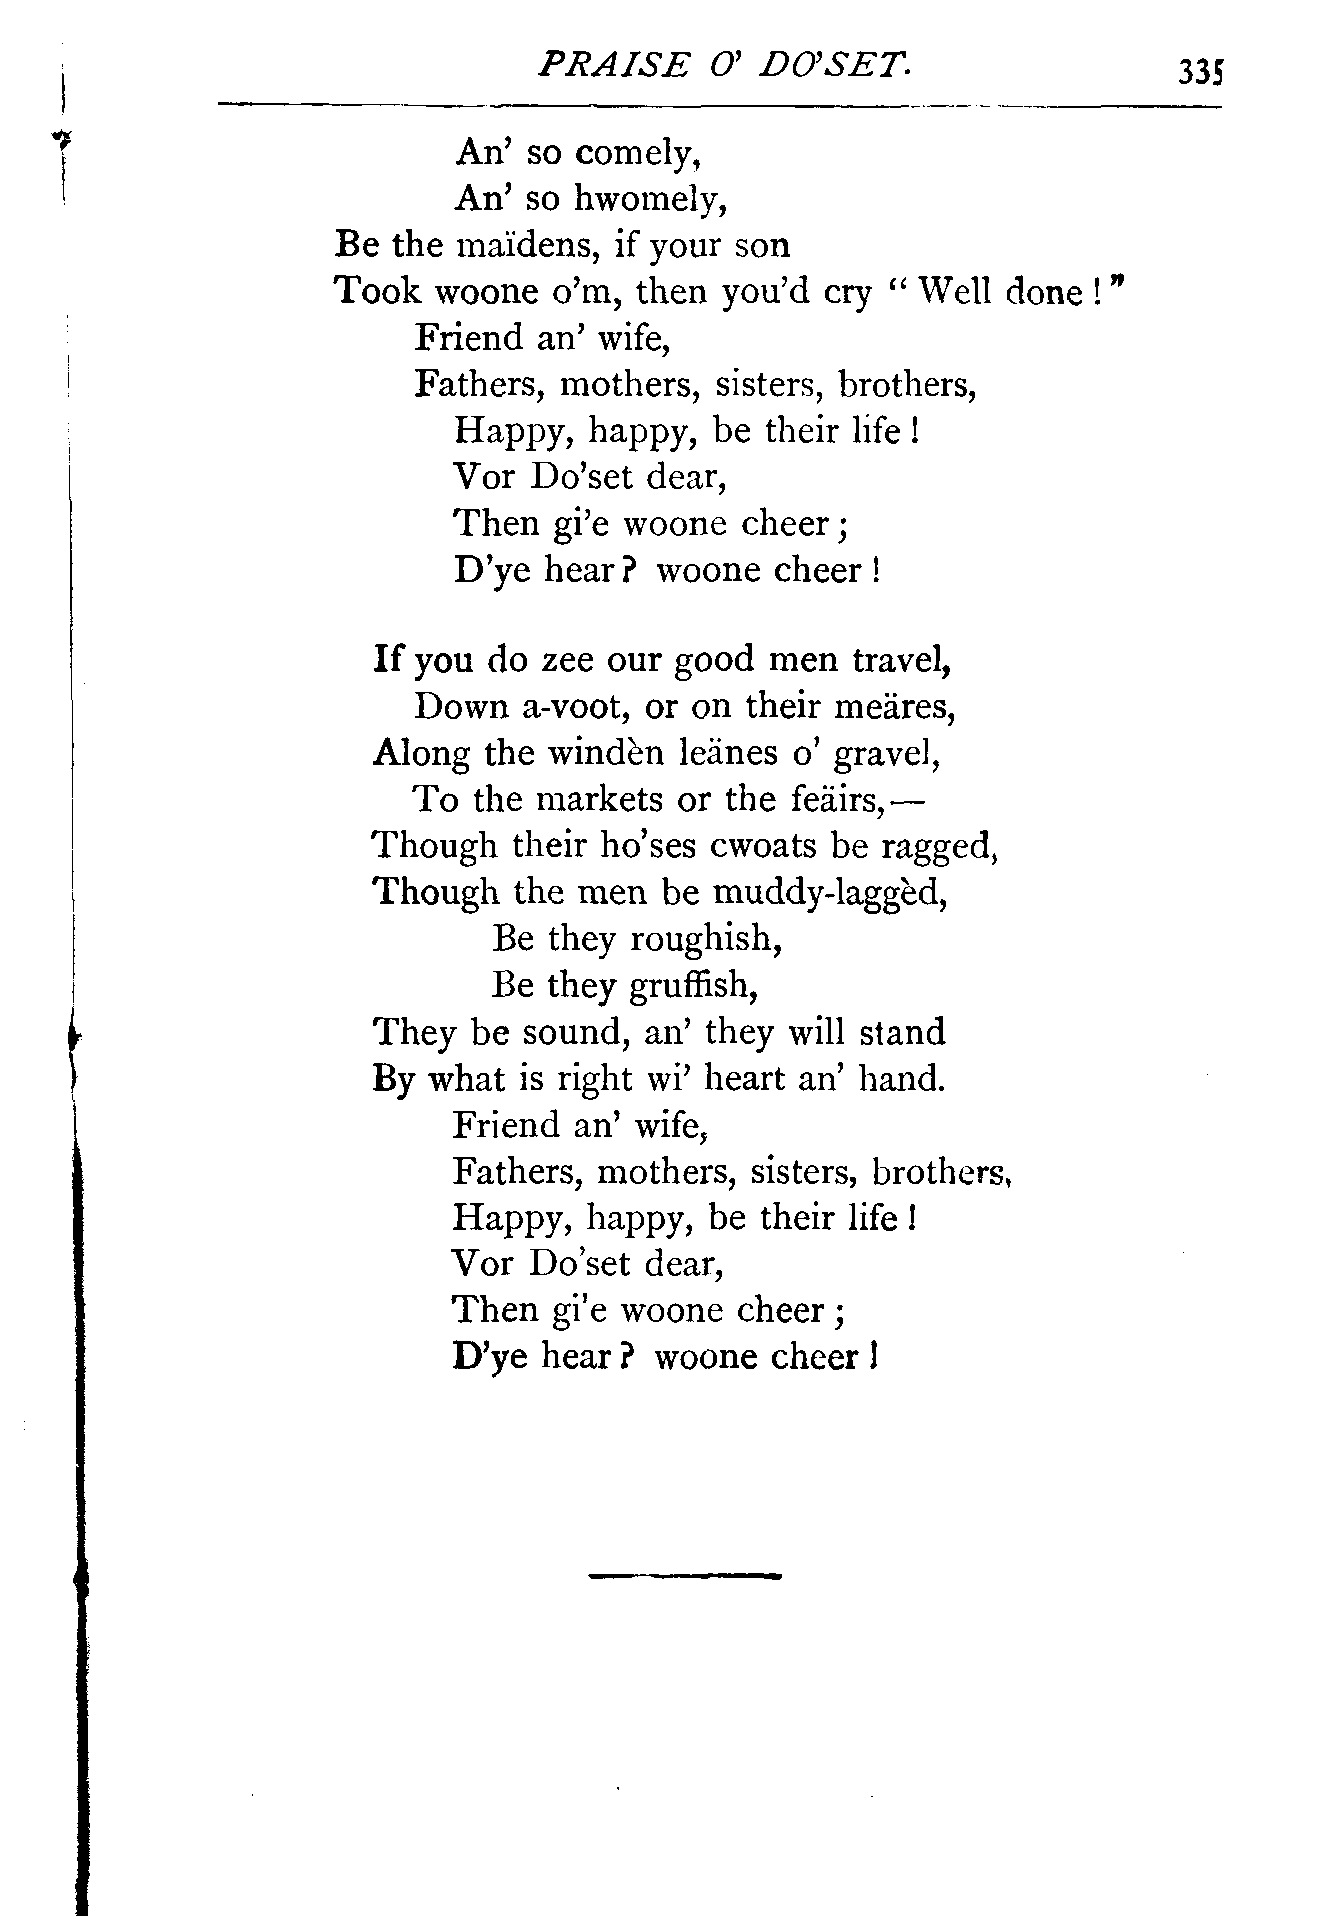 PRAISE O' DO'SET. 335
An' so comely,
An' so hwomely,
Be the maïdens, if your son
Took woone o'm, then you'd cry "Well done!"
Friend an' wife,
Fathers, mothers, sisters, brothers,
Happy, happy, be their life!
Vor Do'set dear,
Then gi'e woone cheer;
D'ye hear? woone cheer!
If you do zee our good men travel,
Down a-voot, or on their meäres,
Along the windèn leänes o' gravel,
To the markets or the feäirs,—
Though their ho'ses cwoats be ragged,
Though the men be muddy-laggèd,
Be they roughish,
Be they gruffish,
They be sound, an' they will stand
By what is right wi' heart an' hand.
Friend an' wife,
Fathers, mothers, sisters, brothers,
Happy, happy, be their life!
Vor Do'set dear,
Then gi'e woone cheer;
D'ye hear? woone cheer!